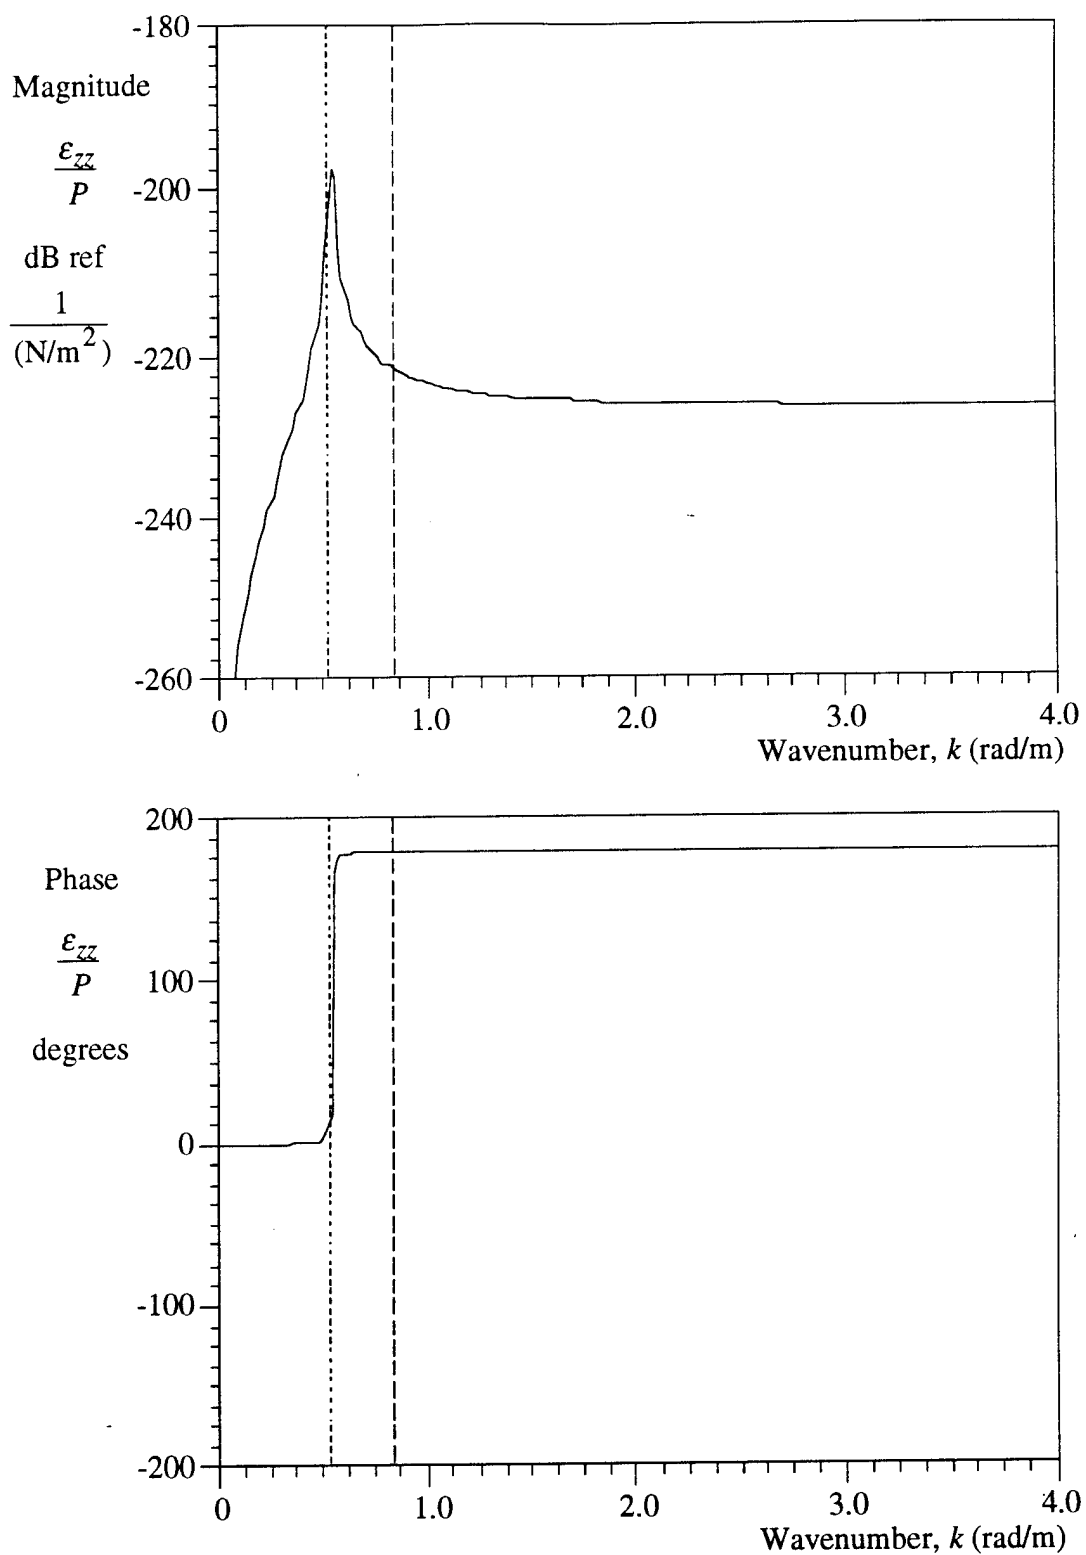 -180
Magnitude
εzz
P
-200
dB ref
1
(N/m²)
-220
-240
-260
0 1.0 2.0 3.0 4.0
Wavenumber, k (rad/m)
200
Phase
εzz
P
100
degrees
0
-100
-200
0 1.0 2.0 3.0 4.0
Wavenumber, k (rad/m)